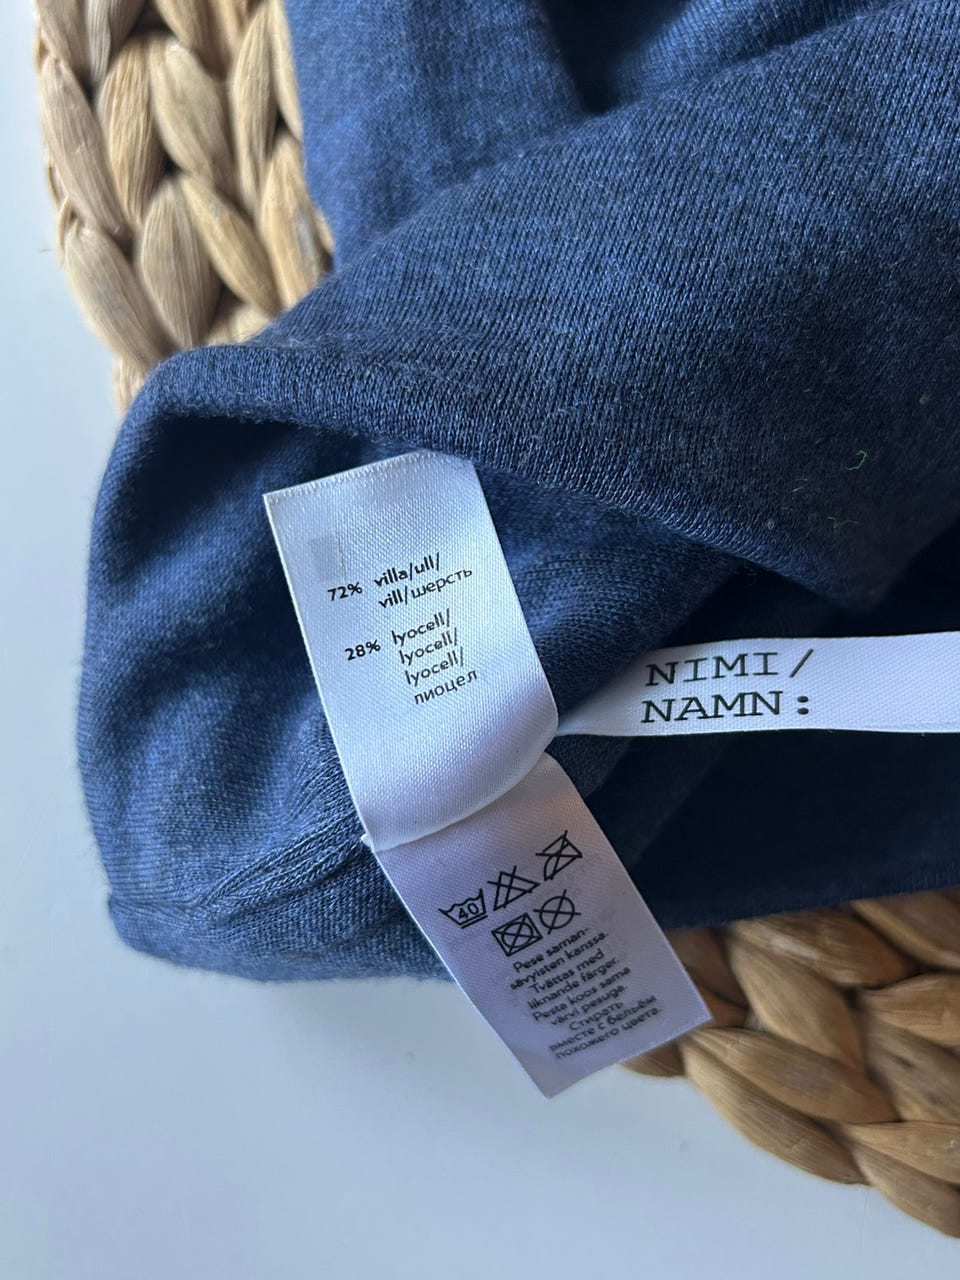 72% villa/ull/
vill/шерсть
28% lyocell/
lyocell/
lyocell/
лиоцел
NIMI/
NAMN:
40
Pese saman-
sävyisten kanssa.
Tvättas med
liknande färger.
Pesta koos sama
värvi pesuga.
Стирать
вместе с бельём
похожего цвета.